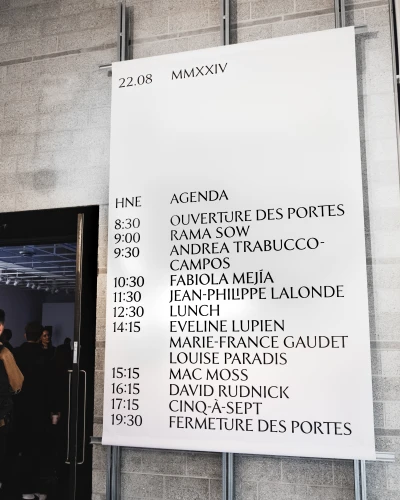 22.08 MMXXIV
HNE AGENDA
8:30 OUVERTURE DES PORTES
9:00 RAMA SOW
9:30 ANDREA TRABUCCO-
CAMPOS
10:30 FABIOLA MEJÍA
11:30 JEAN-PHILIPPE LALONDE
12:30 LUNCH
14:15 EVELINE LUPIEN
MARIE-FRANCE GAUDET
LOUISE PARADIS
15:15 MAC MOSS
16:15 DAVID RUDNICK
17:15 CINQ-À-SEPT
19:30 FERMETURE DES PORTES